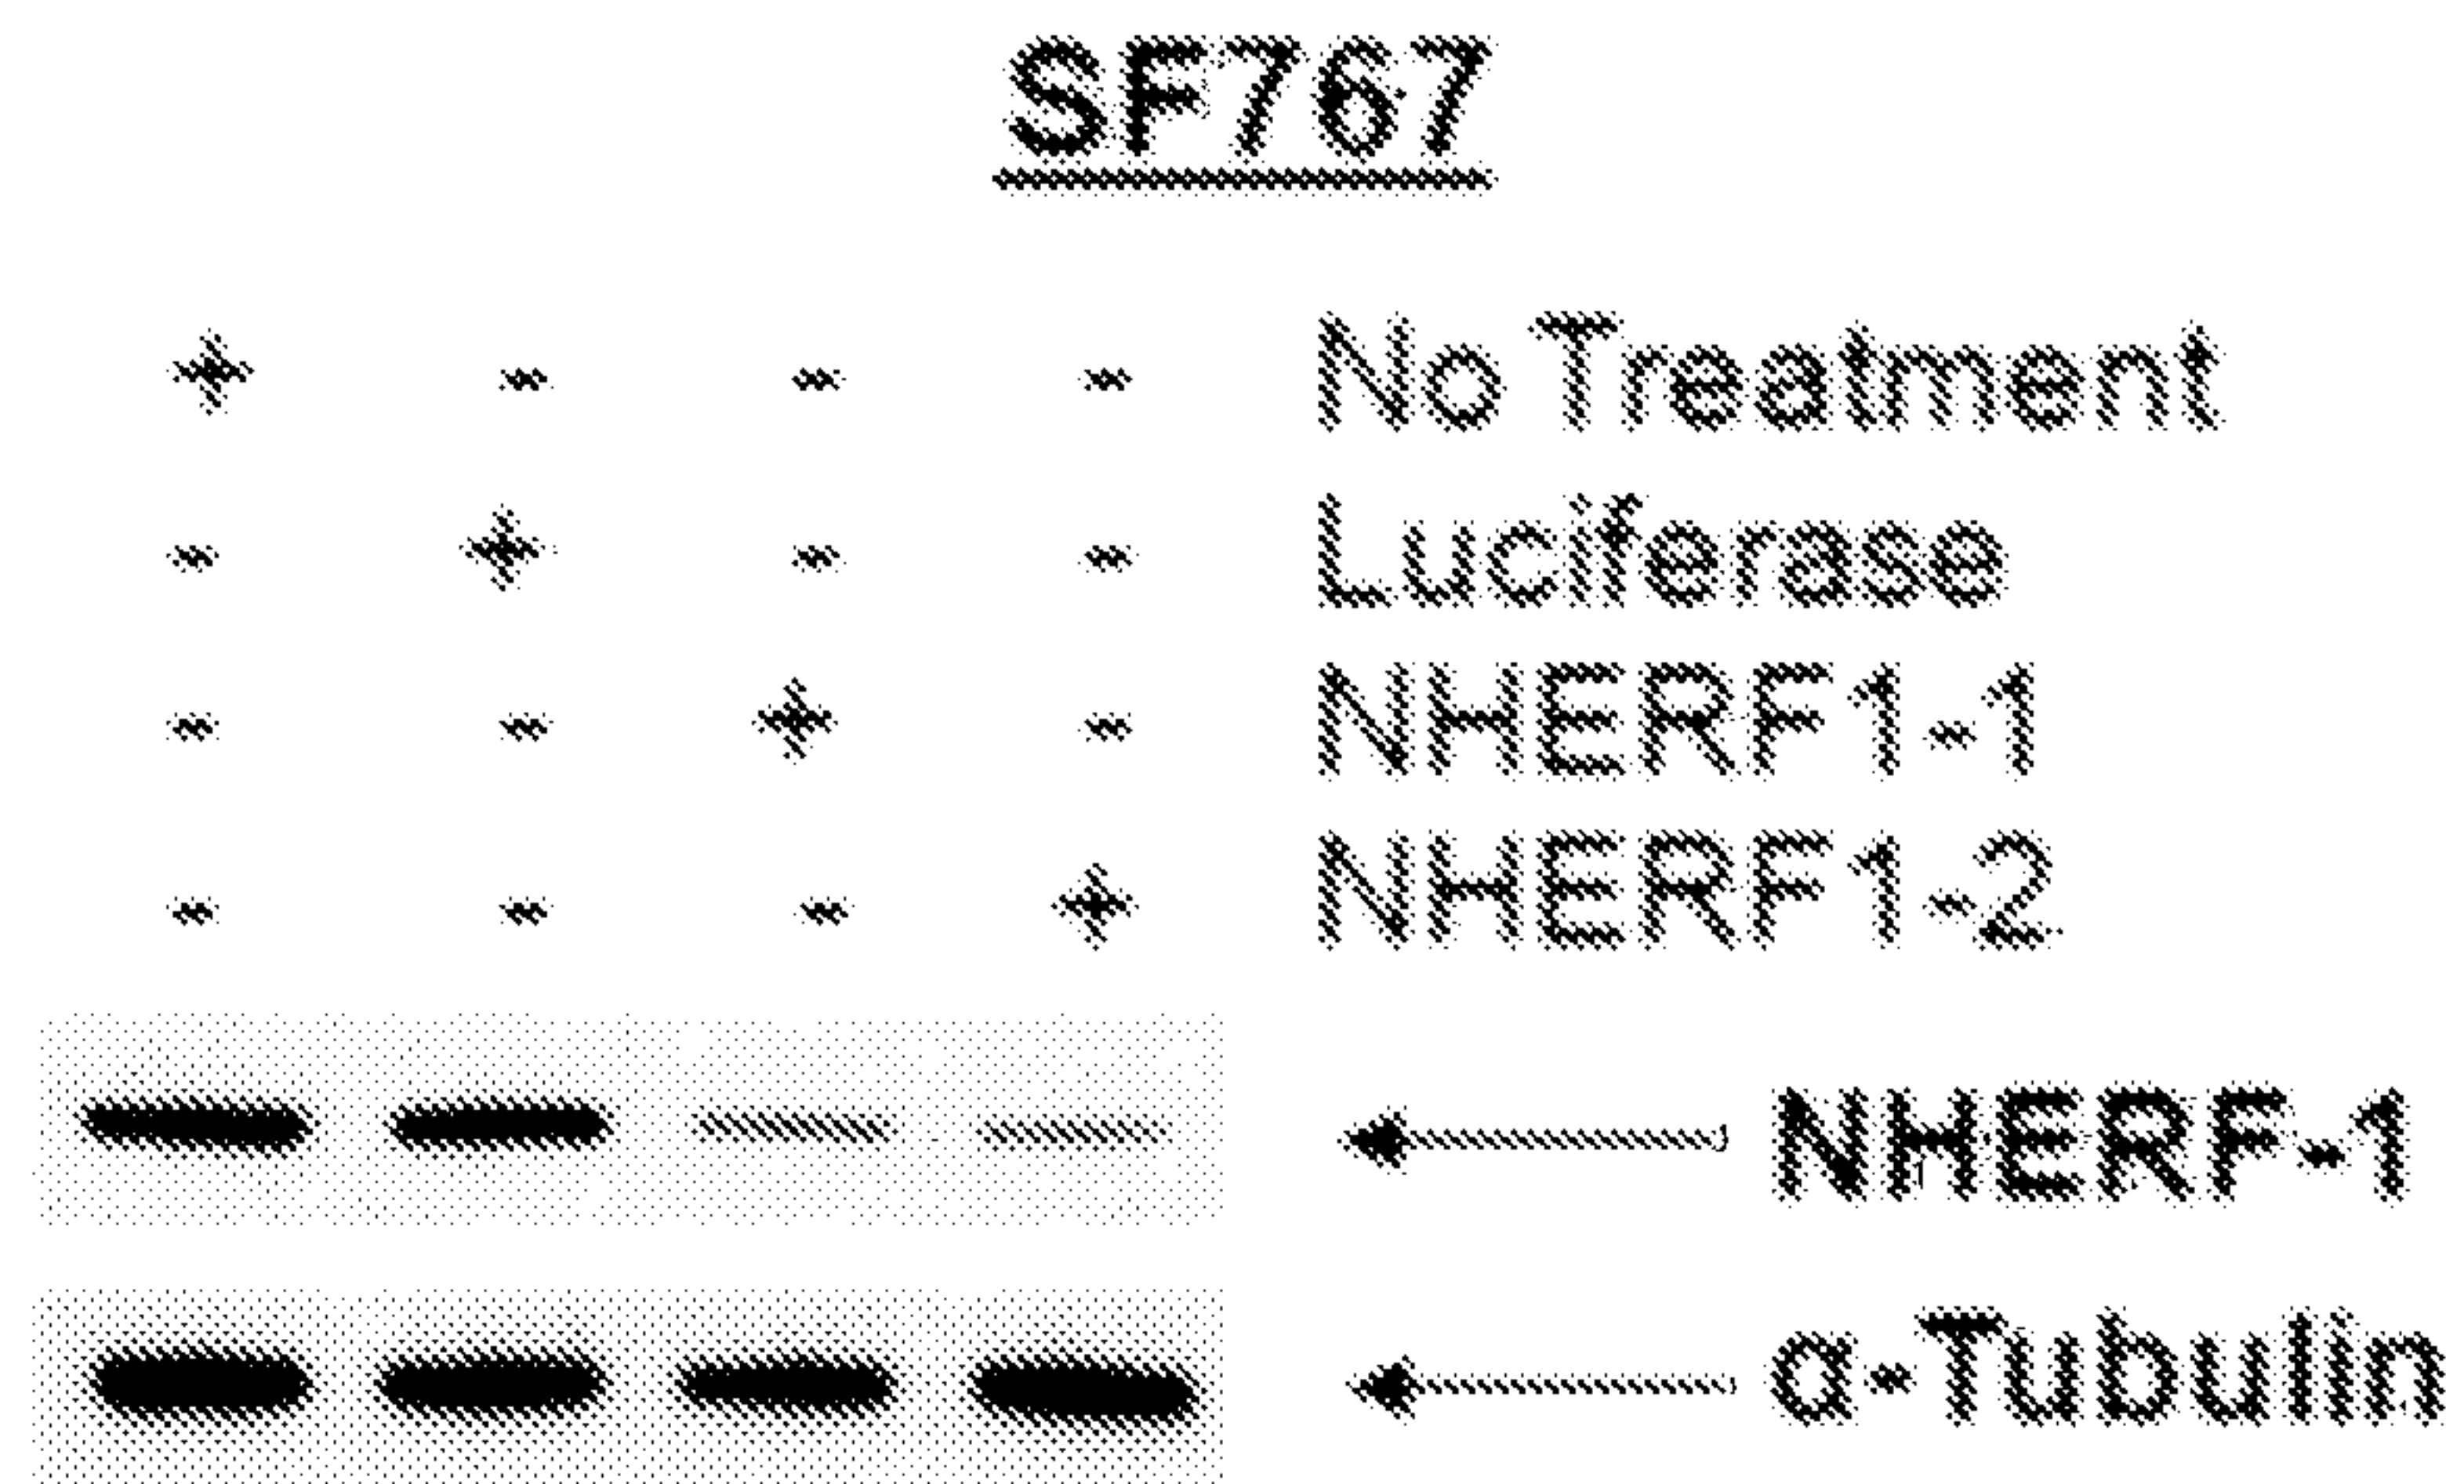 SF767
+ - - - No Treatment
- + - - Luciferase
- - + - NHERF1-1
- - - + NHERF1-2
NHERF-1
α-Tubulin